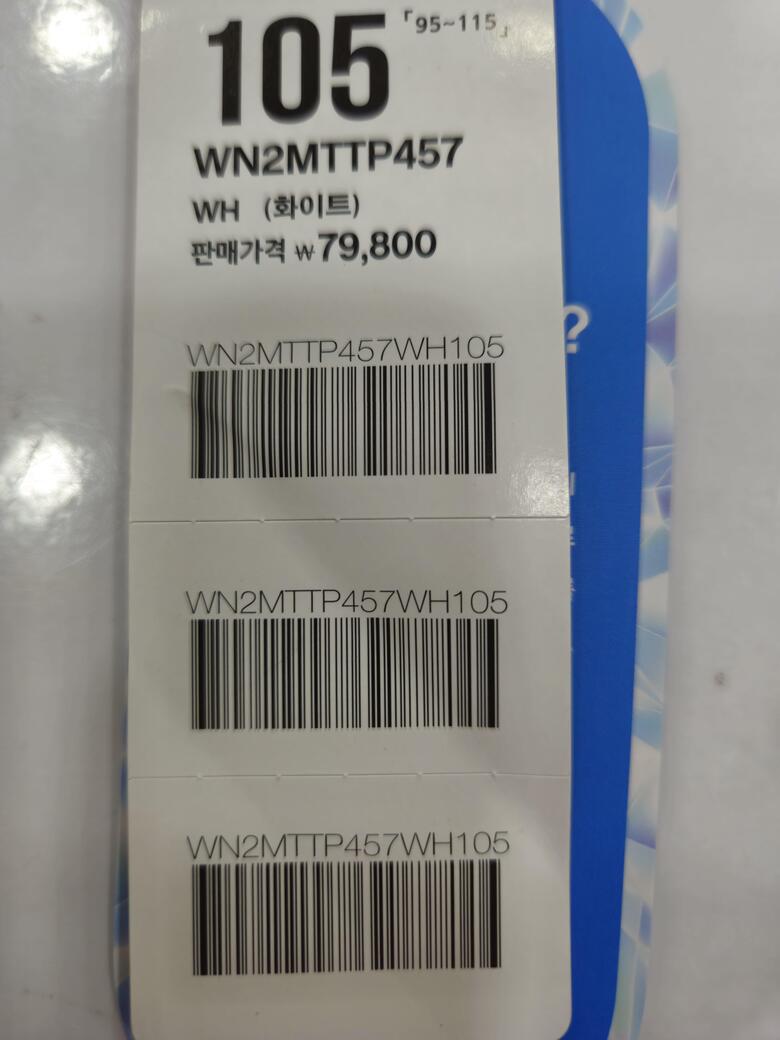 105 「95~115」
WN2MTTP457
WH (화이트)
판매가격 ₩79,800
WN2MTTP457WH105
?
WN2MTTP457WH105
WN2MTTP457WH105